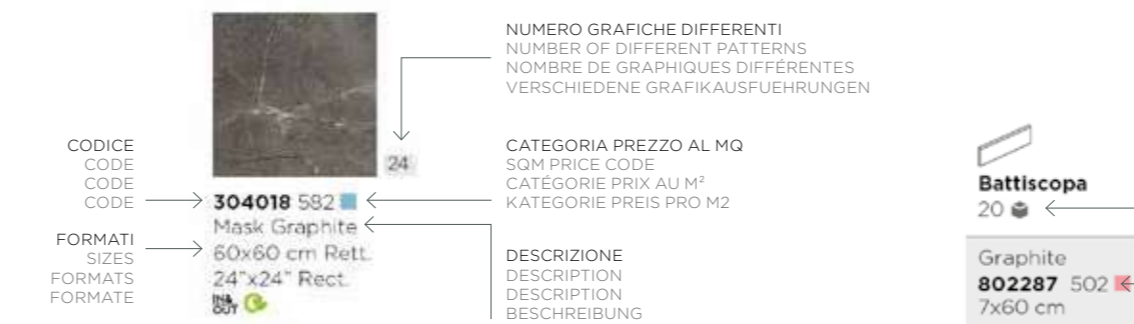 NUMERO GRAFICHE DIFFERENTI
NUMBER OF DIFFERENT PATTERNS
NOMBRE DE GRAPHIQUES DIFFÉRENTES
VERSCHIEDENE GRAFIKAUSFUEHRUNGEN
24
CODICE
CODE
CODE
CODE
CATEGORIA PREZZO AL MQ
SQM PRICE CODE
CATÉGORIE PRIX AU M²
KATEGORIE PREIS PRO M2
304018 582
Mask Graphite
60x60 cm Rett.
24"x24" Rect.
IN&
OUT
FORMATI
SIZES
FORMATS
FORMATE
DESCRIZIONE
DESCRIPTION
DESCRIPTION
BESCHREIBUNG
Battiscopa
20
Graphite
802287 502
7x60 cm